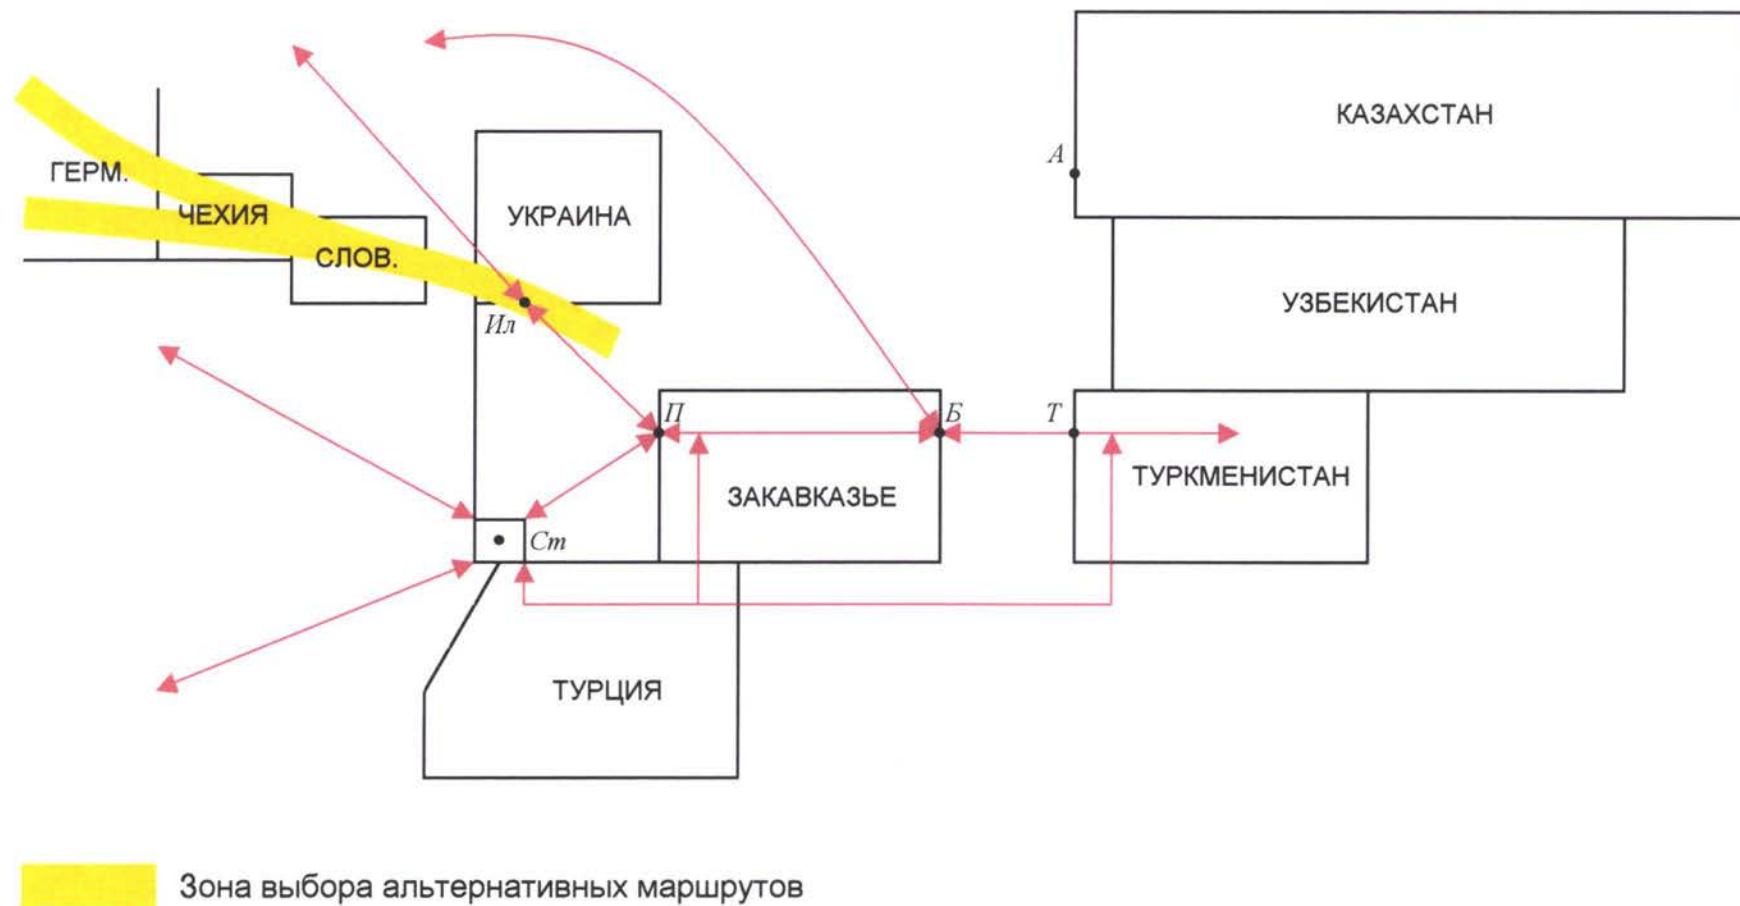 КАЗАХСТАН
А
ГЕРМ.
ЧЕХИЯ
УКРАИНА
СЛОВ.
УЗБЕКИСТАН
Ил
П
Б
Т
ТУРКМЕНИСТАН
ЗАКАВКАЗЬЕ
Ст
ТУРЦИЯ
Зона выбора альтернативных маршрутов